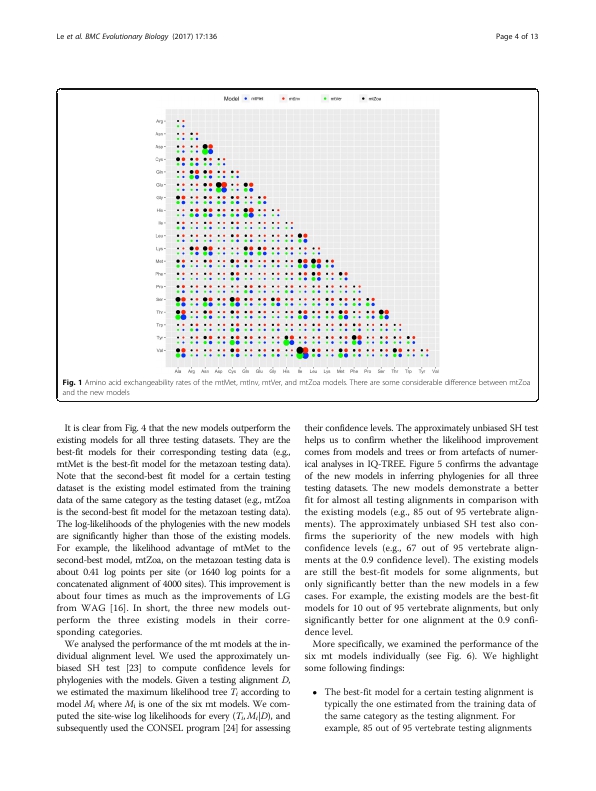 Le et al. BMC Evolutionary Biology (2017) 17:136
Page 4 of 13
Model mtMet mtInv mtVer mtZoa
Arg
Asn
Asp
Cys
Gln
Glu
Gly
His
Ile
Leu
Lys
Met
Phe
Pro
Ser
Thr
Trp
Tyr
Val
Ala Arg Asn Asp Cys Gln Glu Gly His Ile Leu Lys Met Phe Pro Ser Thr Trp Tyr Val
Fig. 1 Amino acid exchangeability rates of the mtMet, mtInv, mtVer, and mtZoa models. There are some considerable difference between mtZoa
and the new models
It is clear from Fig. 4 that the new models outperform the
existing models for all three testing datasets. They are the
best-fit models for their corresponding testing data (e.g.,
mtMet is the best-fit model for the metazoan testing data).
Note that the second-best fit model for a certain testing
dataset is the existing model estimated from the training
data of the same category as the testing dataset (e.g., mtZoa
is the second-best fit model for the metazoan testing data).
The log-likelihoods of the phylogenies with the new models
are significantly higher than those of the existing models.
For example, the likelihood advantage of mtMet to the
second-best model, mtZoa, on the metazoan testing data is
about 0.41 log points per site (or 1640 log points for a
concatenated alignment of 4000 sites). This improvement is
about four times as much as the improvements of LG
from WAG [16]. In short, the three new models out-
perform the three existing models in their corre-
sponding categories.
We analysed the performance of the mt models at the in-
dividual alignment level. We used the approximately un-
biased SH test [23] to compute confidence levels for
phylogenies with the models. Given a testing alignment D,
we estimated the maximum likelihood tree Ti according to
model Mi where Mi is one of the six mt models. We com-
puted the site-wise log likelihoods for every (Ti, Mi|D), and
subsequently used the CONSEL program [24] for assessing
their confidence levels. The approximately unbiased SH test
helps us to confirm whether the likelihood improvement
comes from models and trees or from artefacts of numer-
ical analyses in IQ-TREE. Figure 5 confirms the advantage
of the new models in inferring phylogenies for all three
testing datasets. The new models demonstrate a better
fit for almost all testing alignments in comparison with
the existing models (e.g., 85 out of 95 vertebrate align-
ments). The approximately unbiased SH test also con-
firms the superiority of the new models with high
confidence levels (e.g., 67 out of 95 vertebrate align-
ments at the 0.9 confidence level). The existing models
are still the best-fit models for some alignments, but
only significantly better than the new models in a few
cases. For example, the existing models are the best-fit
models for 10 out of 95 vertebrate alignments, but only
significantly better for one alignment at the 0.9 confi-
dence level.
More specifically, we examined the performance of the
six mt models individually (see Fig. 6). We highlight
some following findings:
• The best-fit model for a certain testing alignment is
typically the one estimated from the training data of
the same category as the testing alignment. For
example, 85 out of 95 vertebrate testing alignments